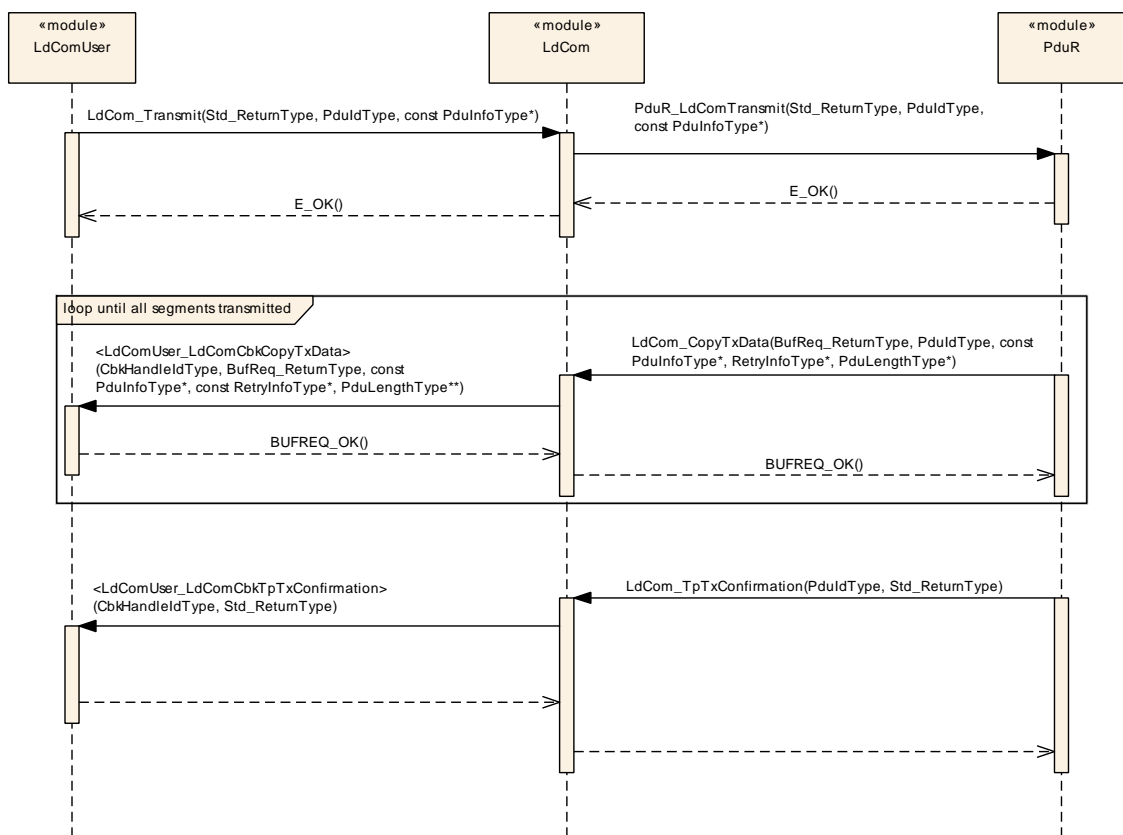 «module»
LdComUser
«module»
LdCom
«module»
PduR
LdCom_Transmit(Std_ReturnType, PduIdType, const PduInfoType*)
PduR_LdComTransmit(Std_ReturnType, PduIdType,
const PduInfoType*)
E_OK()
E_OK()
loop until all segments transmitted
<LdComUser_LdComCbkCopyTxData>
(CbkHandleIdType, BufReq_ReturnType, const
PduInfoType*, const RetryInfoType*, PduLengthType**)
LdCom_CopyTxData(BufReq_ReturnType, PduIdType, const
PduInfoType*, RetryInfoType*, PduLengthType*)
BUFREQ_OK()
BUFREQ_OK()
<LdComUser_LdComCbkTpTxConfirmation>
(CbkHandleIdType, Std_ReturnType)
LdCom_TpTxConfirmation(PduIdType, Std_ReturnType)